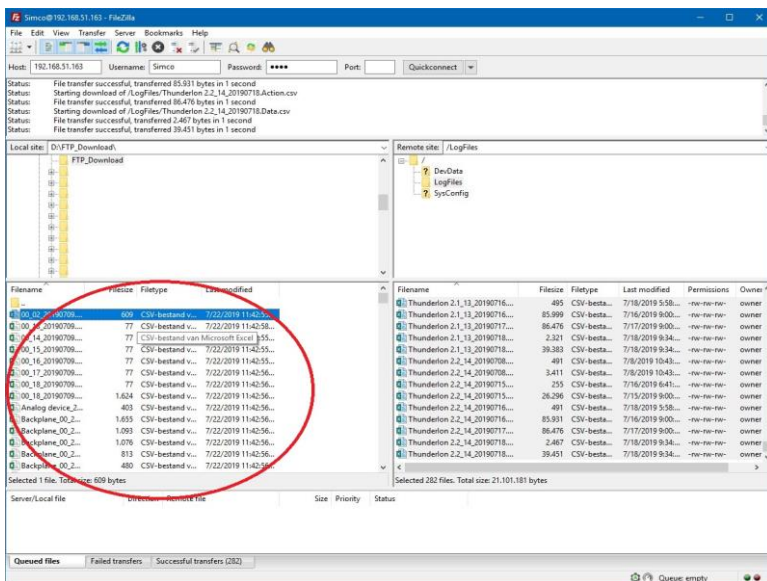 Simco@192.168.51.163 - FileZilla
File Edit View Transfer Server Bookmarks Help
Host: 192.168.51.163 Username: Simco Password: •••• Port: Quickconnect
Status: File transfer successful, transferred 85.931 bytes in 1 second
Status: Starting download of /LogFiles/Thunderlon 2.2_14_20190718.Action.csv
Status: File transfer successful, transferred 86.476 bytes in 1 second
Status: Starting download of /LogFiles/Thunderlon 2.2_14_20190718.Data.csv
Status: File transfer successful, transferred 2.467 bytes in 1 second
Status: File transfer successful, transferred 39.451 bytes in 1 second
Local site: D:\FTP_Download\
FTP_Download
Remote site: /LogFiles
/
? DevData
LogFiles
? SysConfig
Filename Filesize Filetype Last modified
..
00_02_20190709.... 609 CSV-bestand v... 7/22/2019 11:42:55...
20190709.... 77 CSV-bestand v... 7/22/2019 11:42:58...
00_14_20190709.... 77 CSV-bestand van Microsoft Excel
00_15_20190709.... 77 CSV-bestand v... 7/22/2019 11:42:55...
00_16_20190709.... 77 CSV-bestand v... 7/22/2019 11:42:56...
00_17_20190709.... 77 CSV-bestand v... 7/22/2019 11:42:56...
00_18_20190709.... 77 CSV-bestand v... 7/22/2019 11:42:56...
00_18_20190709.... 1.624 CSV-bestand v... 7/22/2019 11:42:56...
Analog device_2... 403 CSV-bestand v... 7/22/2019 11:42:56...
Backplane_00_2... 1.655 CSV-bestand v... 7/22/2019 11:42:56...
Backplane_00_2... 1.093 CSV-bestand v... 7/22/2019 11:42:56...
Backplane_00_2... 1.076 CSV-bestand v... 7/22/2019 11:42:56...
Backplane_00_2... 813 CSV-bestand v... 7/22/2019 11:42:56...
Backplane_00_2... 480 CSV-bestand v... 7/22/2019 11:42:56...
Selected 1 file. Total size: 609 bytes
Filename Filesize Filetype Last modified Permissions Owner
Thunderlon 2.1_13_20190716.... 495 CSV-besta... 7/18/2019 5:58:... -rw-rw-rw- owner
Thunderlon 2.1_13_20190716.... 85.999 CSV-besta... 7/16/2019 9:00:... -rw-rw-rw- owner
Thunderlon 2.1_13_20190717.... 86.476 CSV-besta... 7/17/2019 9:00:... -rw-rw-rw- owner
Thunderlon 2.1_13_20190718.... 2.321 CSV-besta... 7/18/2019 9:34:... -rw-rw-rw- owner
Thunderlon 2.1_13_20190718.... 39.383 CSV-besta... 7/18/2019 9:34:... -rw-rw-rw- owner
Thunderlon 2.2_14_20190708.... 491 CSV-besta... 7/18/2019 10:43:... -rw-rw-rw- owner
Thunderlon 2.2_14_20190708.... 3.411 CSV-besta... 7/8/2019 10:43:... -rw-rw-rw- owner
Thunderlon 2.2_14_20190715.... 255 CSV-besta... 7/16/2019 6:41:... -rw-rw-rw- owner
Thunderlon 2.2_14_20190715.... 26.296 CSV-besta... 7/15/2019 9:00:... -rw-rw-rw- owner
Thunderlon 2.2_14_20190716.... 491 CSV-besta... 7/18/2019 5:58:... -rw-rw-rw- owner
Thunderlon 2.2_14_20190716.... 85.931 CSV-besta... 7/16/2019 9:00:... -rw-rw-rw- owner
Thunderlon 2.2_14_20190717.... 86.476 CSV-besta... 7/17/2019 9:00:... -rw-rw-rw- owner
Thunderlon 2.2_14_20190718.... 2.467 CSV-besta... 7/18/2019 9:34:... -rw-rw-rw- owner
Thunderlon 2.2_14_20190718.... 39.451 CSV-besta... 7/18/2019 9:34:... -rw-rw-rw- owner
Selected 282 files. Total size: 21.101.181 bytes
Server/Local file Direction Remote file Size Priority Status
Queued files Failed transfers Successful transfers (282)
Queue: empty